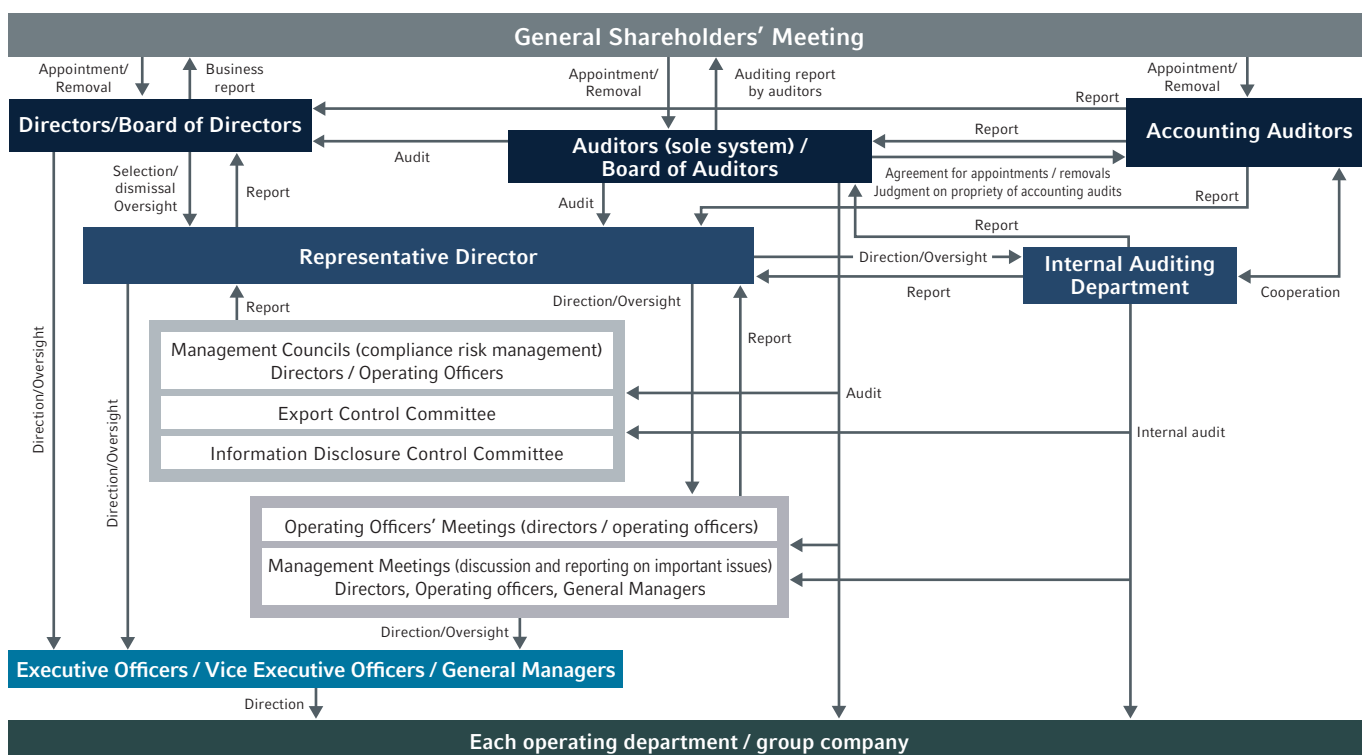 General Shareholders’ Meeting
Appointment/
Removal
Business
report
Appointment/
Removal
Auditing report
by auditors
Appointment/
Removal
Directors/Board of Directors
Report
Accounting Auditors
Audit
Auditors (sole system) /
Board of Auditors
Report
Agreement for appointments / removals
Judgment on propriety of accounting audits
Selection/
dismissal
Oversight
Report
Audit
Report
Report
Representative Director
Direction/Oversight
Internal Auditing
Department
Report
Cooperation
Report
Direction/Oversight
Report
Direction/Oversight
Direction/Oversight
Management Councils (compliance risk management)
Directors / Operating Officers
Export Control Committee
Information Disclosure Control Committee
Audit
Internal audit
Operating Officers’ Meetings (directors / operating officers)
Management Meetings (discussion and reporting on important issues)
Directors, Operating officers, General Managers
Direction/Oversight
Executive Officers / Vice Executive Officers / General Managers
Direction
Each operating department / group company